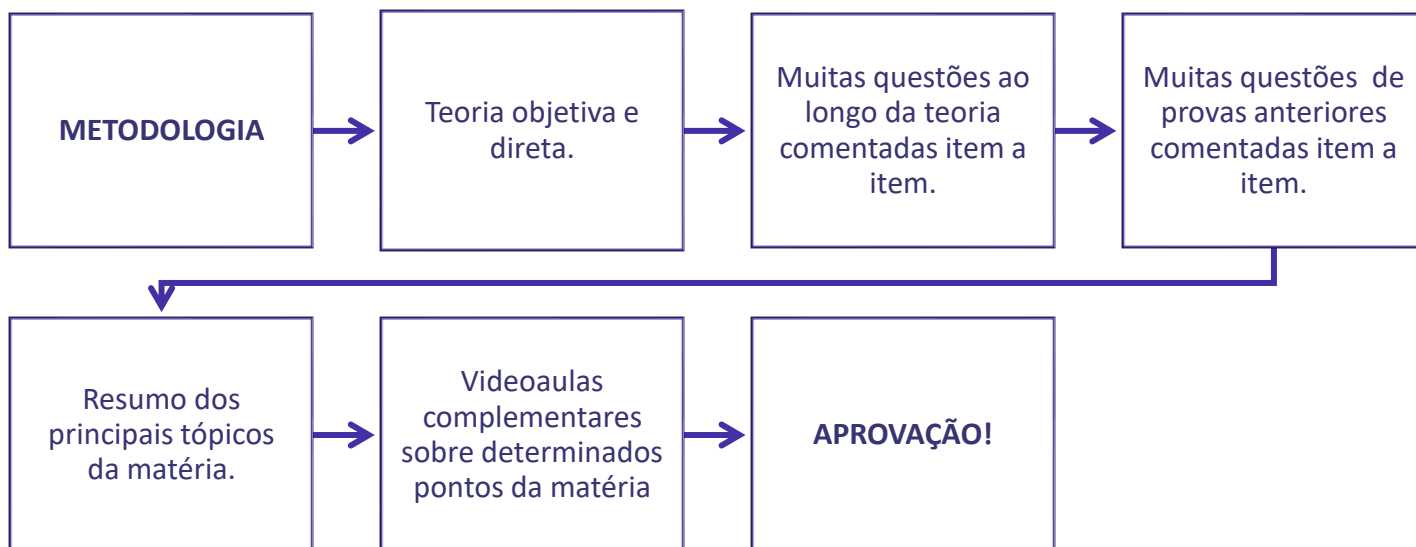 METODOLOGIA
Teoria objetiva e
direta.
Muitas questões ao
longo da teoria
comentadas item a
item.
Muitas questões de
provas anteriores
comentadas item a
item.
Resumo dos
principais tópicos
da matéria.
Videoaulas
complementares
sobre determinados
pontos da matéria
APROVAÇÃO!